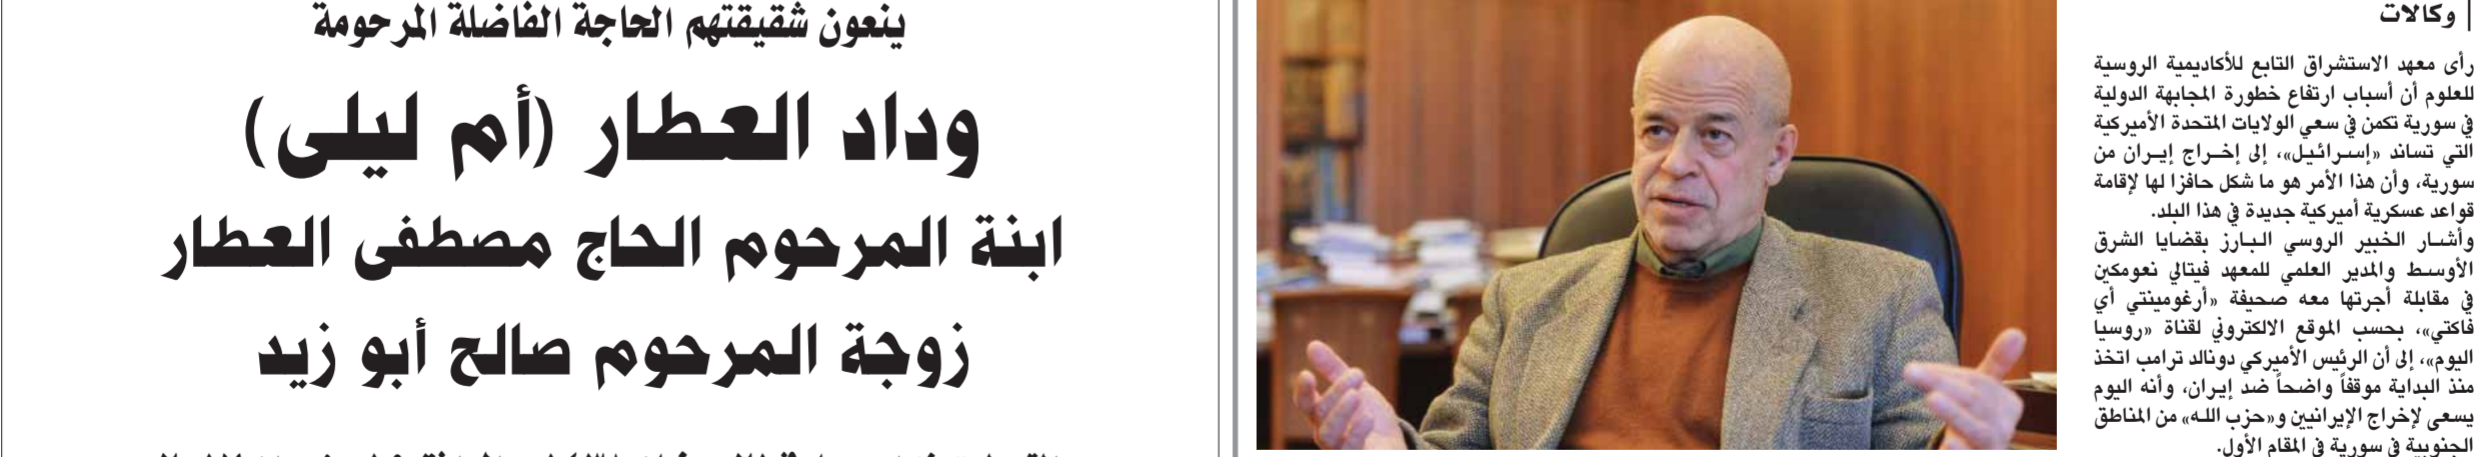 وكالات
رأى معهد الاستشراق التابع للأكاديمية الروسية
للعلوم أن أسباب ارتفاع خطورة المجابهة الدولية
في سورية تكمن في سعي الولايات المتحدة الأميركية
التي تساند «إسرائيل»، إلى إخراج إيران من
سورية، وأن هذا الأمر هو ما شكل حافزا لها لإقامة
قواعد عسكرية أميركية جديدة في هذا البلد.
وأشار الخبير الروسي البارز بقضايا الشرق
الأوسط والمدير العلمي للمعهد فيتالي نعومكين
في مقابلة أجرتها معه صحيفة «أرغومينتي أي
فاكتي»، بحسب الموقع الالكتروني لقناة «روسيا
اليوم»، إلى أن الرئيس الأميركي دونالد ترامب اتخذ
منذ البداية موقفاً واضحاً ضد إيران، وأنه اليوم
يسعى لإخراج الإيرانيين و«حزب الله» من المناطق
الجنوبية في سورية في المقام الأول.
ينعون شقيقتهم الحاجة الفاضلة المرحومة
وداد العطار (أم ليلى)
ابنة المرحوم الحاج مصطفى العطار
زوجة المرحوم صالح أبو زيد